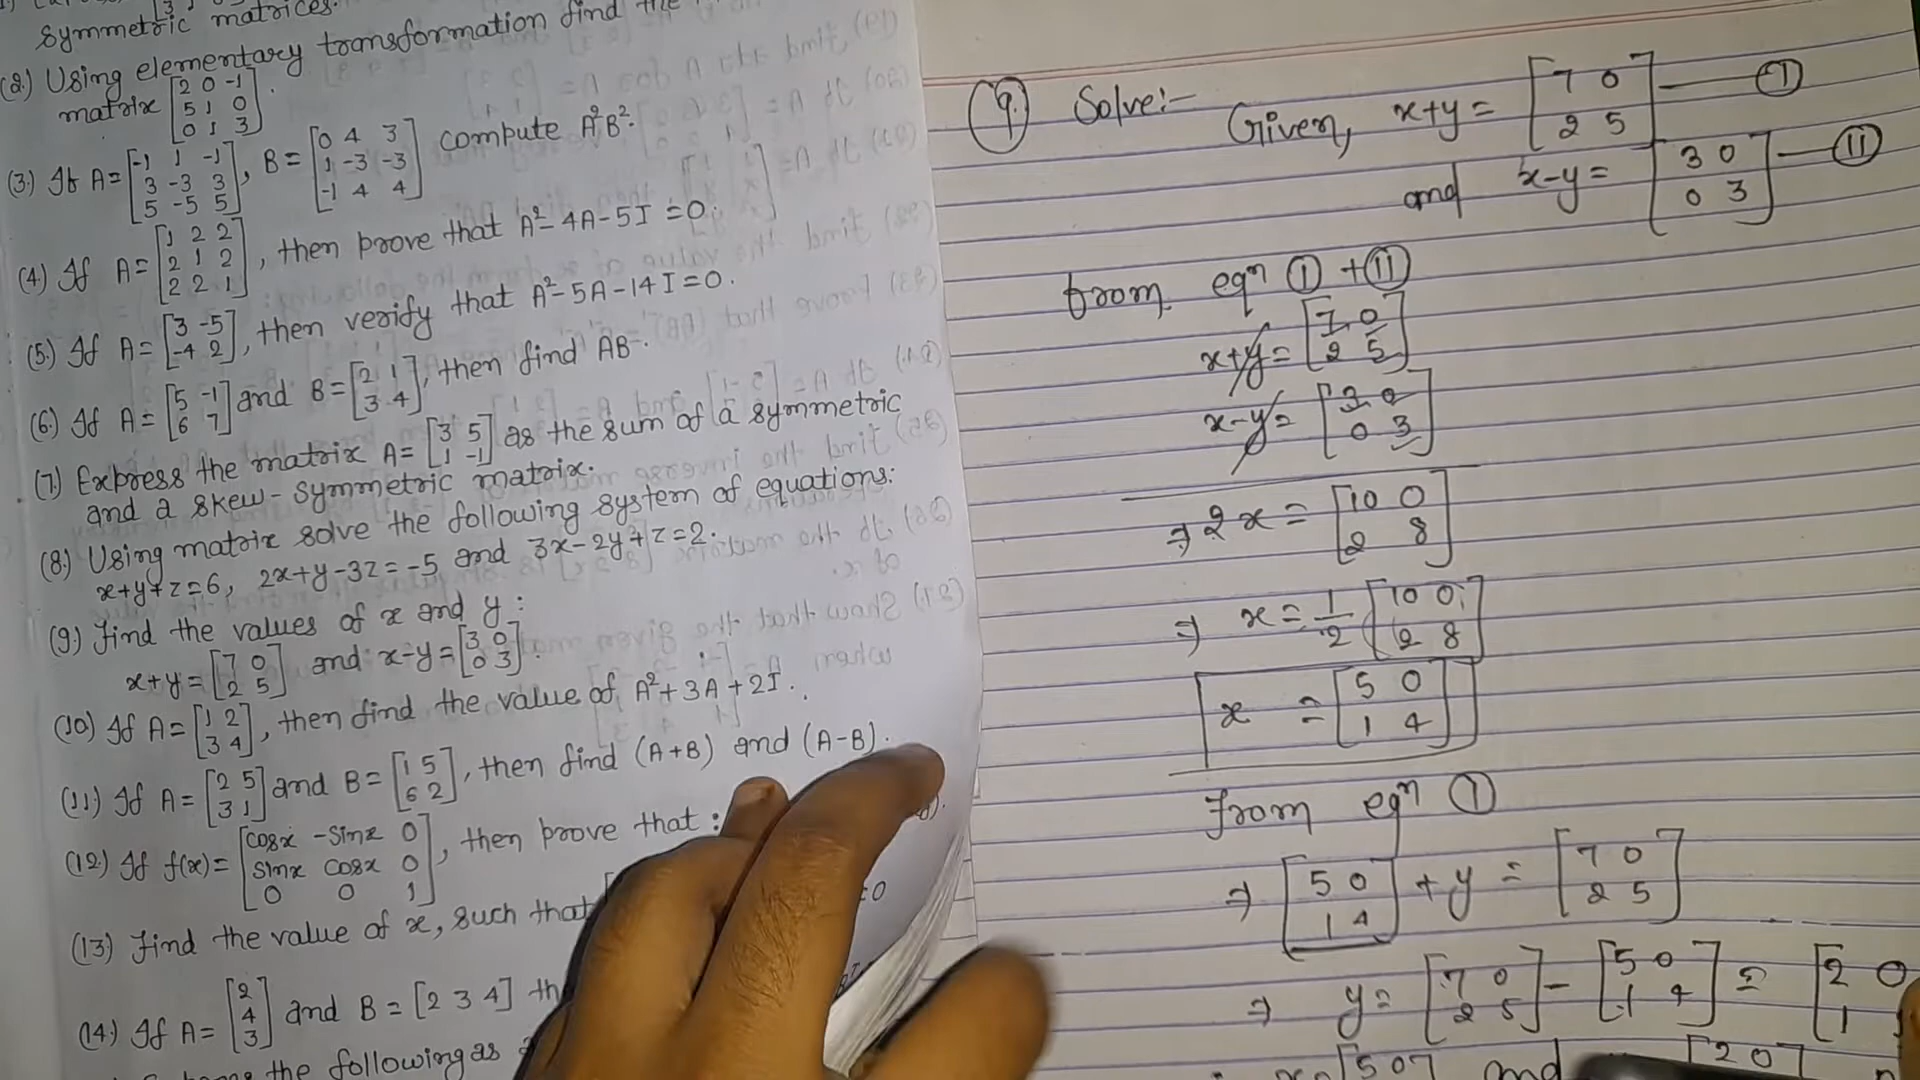 symmetric matrices.
(2.) Using elementary transformation find the
matrix [2 0 -1
5 1 0
0 1 3].
(3.) If A= [-1 1 -1
3 -3 3
5 -5 5], B= [0 4 3
1 -3 -3
-1 4 4] compute A²B².
(4.) If A= [1 2 2
2 1 2
2 2 1], then prove that A²-4A-5I=0.
(5.) If A= [3 -5
-4 2], then verify that A²-5A-14I=0.
(6.) If A= [5 -1
6 7] and B= [2 1
3 4], then find AB.
(7.) Express the matrix A= [3 5
1 -1] as the sum of a symmetric
and a skew-symmetric matrix.
(8.) Using matrix solve the following system of equations:
x+y+z=6, 2x+y-3z=-5 and 3x-2y+z=2.
(9.) Find the values of x and y:
x+y= [7 0
2 5] and x-y= [3 0
0 3].
(10) If A= [1 2
3 4], then find the value of A²+3A+2I.
(11.) If A= [2 5
3 1] and B= [1 5
6 2], then find (A+B) and (A-B).
(12.) If f(x)= [cosx -sinx 0
sinx cosx 0
0 0 1], then prove that:
(13) Find the value of x, such that
=0
(14.) If A= [2
4
3] and B= [2 3 4]
the following as
(9.) Solve:-
Given, x+y= [7 0
2 5] — (I)
and x-y= [3 0
0 3] — (II)
from eqn (I) + (II)
x+y= [7 0
2 5]
x-y= [3 0
0 3]
⇒ 2x = [10 0
2 8]
⇒ x = 1/2 [10 0
2 8]
x = [5 0
1 4]
From eqn (I)
⇒ [5 0
1 4] + y = [7 0
2 5]
⇒ y= [7 0
2 5] - [5 0
1 4] = [2 0
1
[5 0] and [2 0]